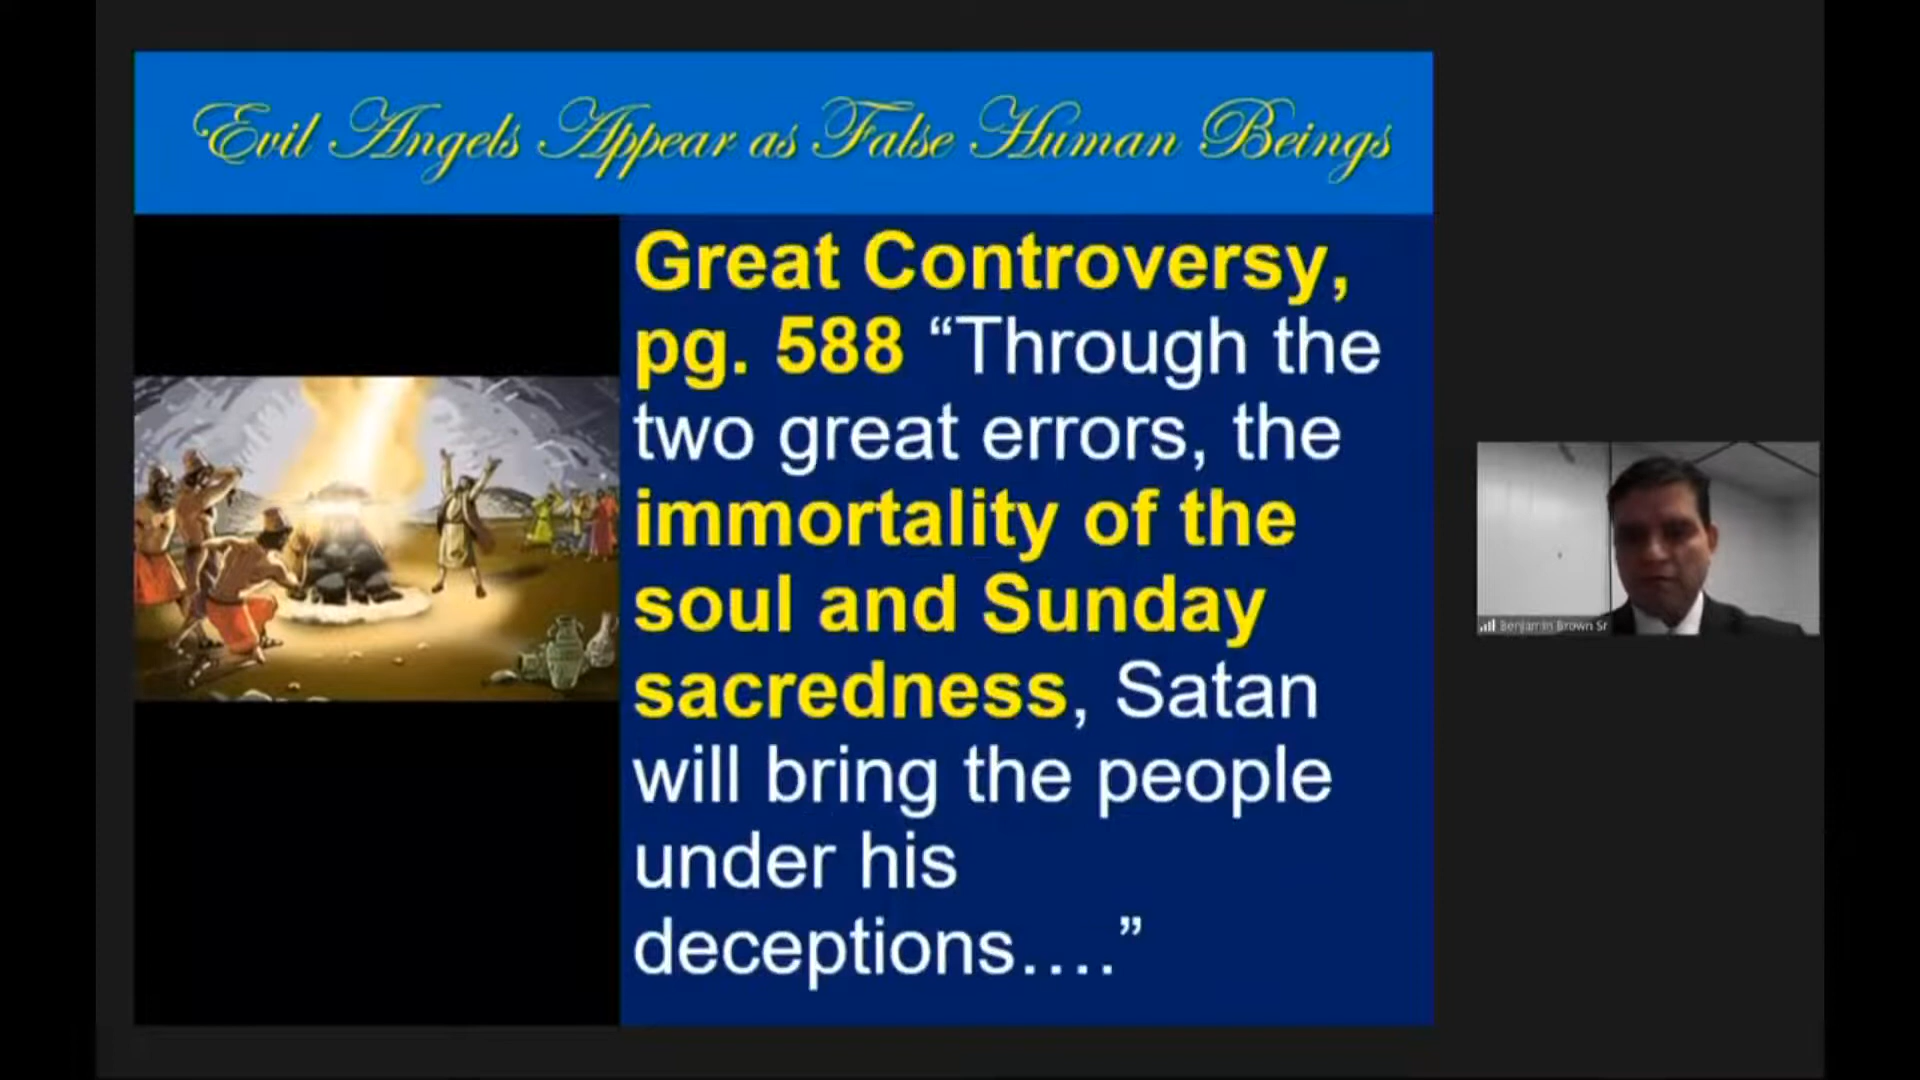 Evil Angels Appear as False Human Beings
Great Controversy,
pg. 588 “Through the
two great errors, the
immortality of the
soul and Sunday
sacredness, Satan
will bring the people
under his
deceptions....”
Benjamin Brown Sr